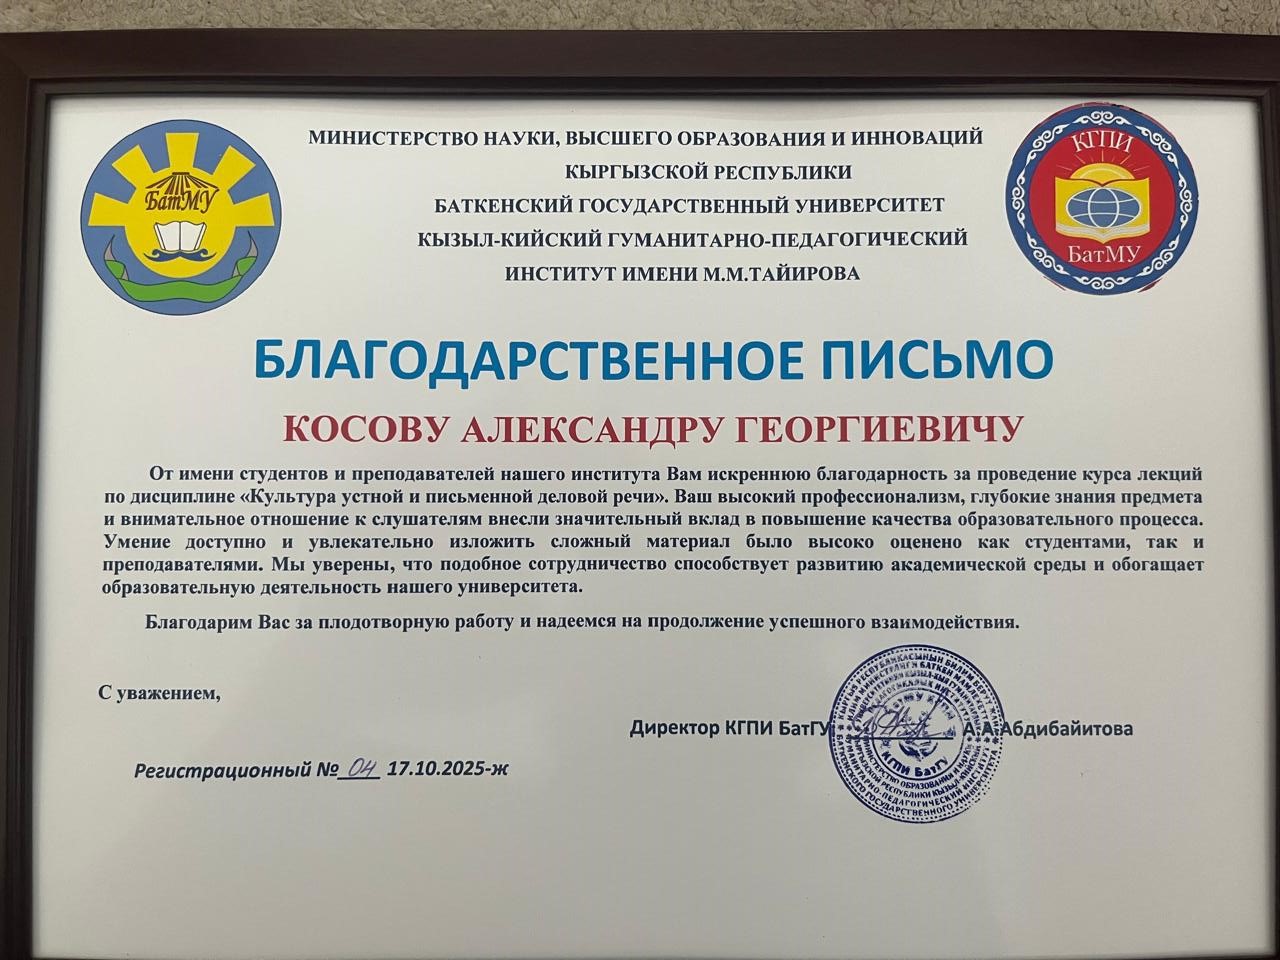 МИНИСТЕРСТВО НАУКИ, ВЫСШЕГО ОБРАЗОВАНИЯ И ИННОВАЦИЙ
КЫРГЫЗСКОЙ РЕСПУБЛИКИ
БАТКЕНСКИЙ ГОСУДАРСТВЕННЫЙ УНИВЕРСИТЕТ
КЫЗЫЛ-КИЙСКИЙ ГУМАНИТАРНО-ПЕДАГОГИЧЕСКИЙ
ИНСТИТУТ ИМЕНИ М.М.ТАЙИРОВА
БатМУ
КГПИ
БатМУ
БЛАГОДАРСТВЕННОЕ ПИСЬМО
КОСОВУ АЛЕКСАНДРУ ГЕОРГИЕВИЧУ
От имени студентов и преподавателей нашего института Вам искреннюю благодарность за проведение курса лекций
по дисциплине «Культура устной и письменной деловой речи». Ваш высокий профессионализм, глубокие знания предмета
и внимательное отношение к слушателям внесли значительный вклад в повышение качества образовательного процесса.
Умение доступно и увлекательно изложить сложный материал было высоко оценено как студентами, так и
преподавателями. Мы уверены, что подобное сотрудничество способствует развитию академической среды и обогащает
образовательную деятельность нашего университета.
Благодарим Вас за плодотворную работу и надеемся на продолжение успешного взаимодействия.
С уважением,
Директор КГПИ БатГУ А.А.Абдибайитова
КГПИ БатГУ
Регистрационный № 04 17.10.2025-ж